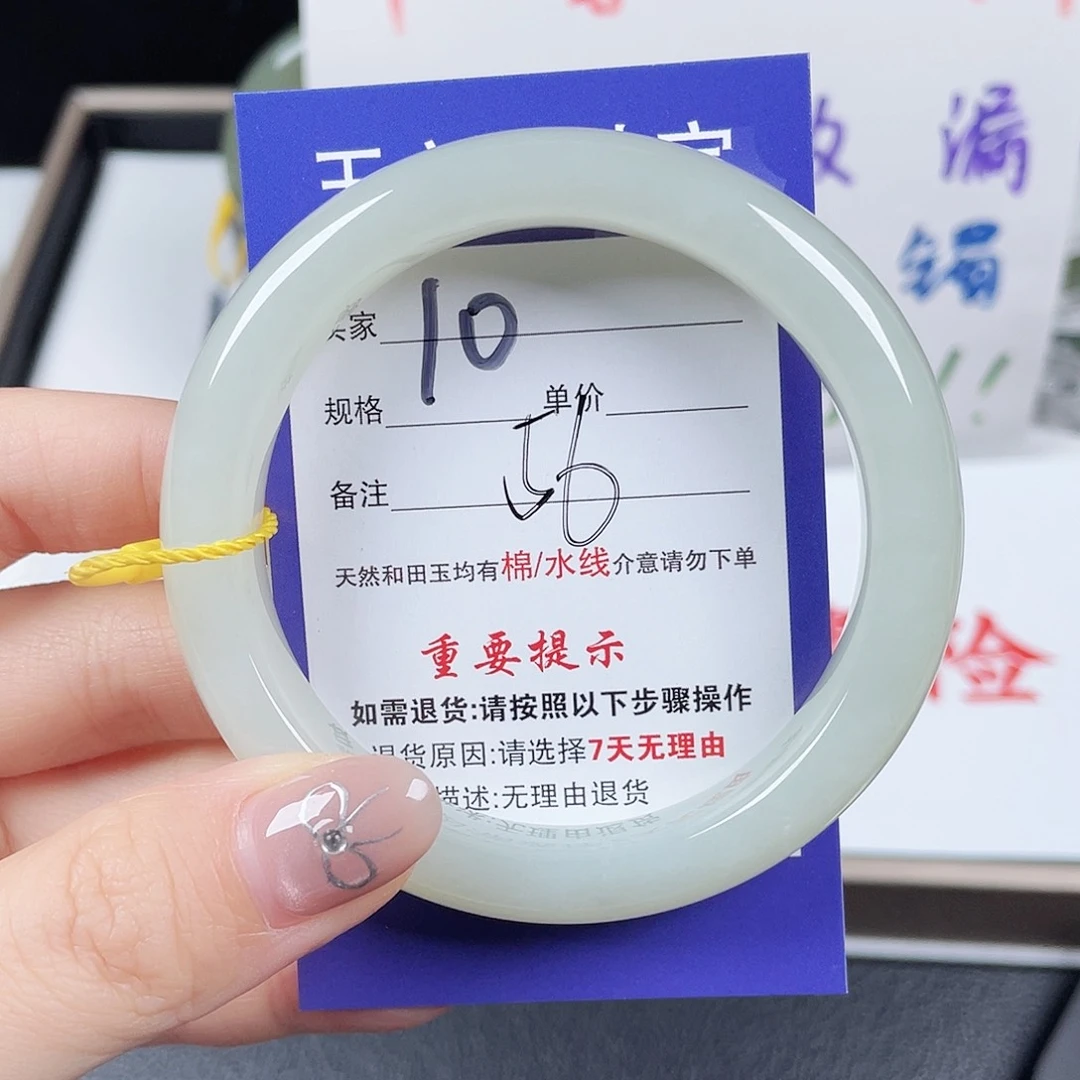 漏
镯
!!
10
家
规格 单价
56
备注
天然和田玉均有棉/水线介意请勿下单
重要提示
如需退货:请按照以下步骤操作
退货原因:请选择7天无理由
描述:无理由退货